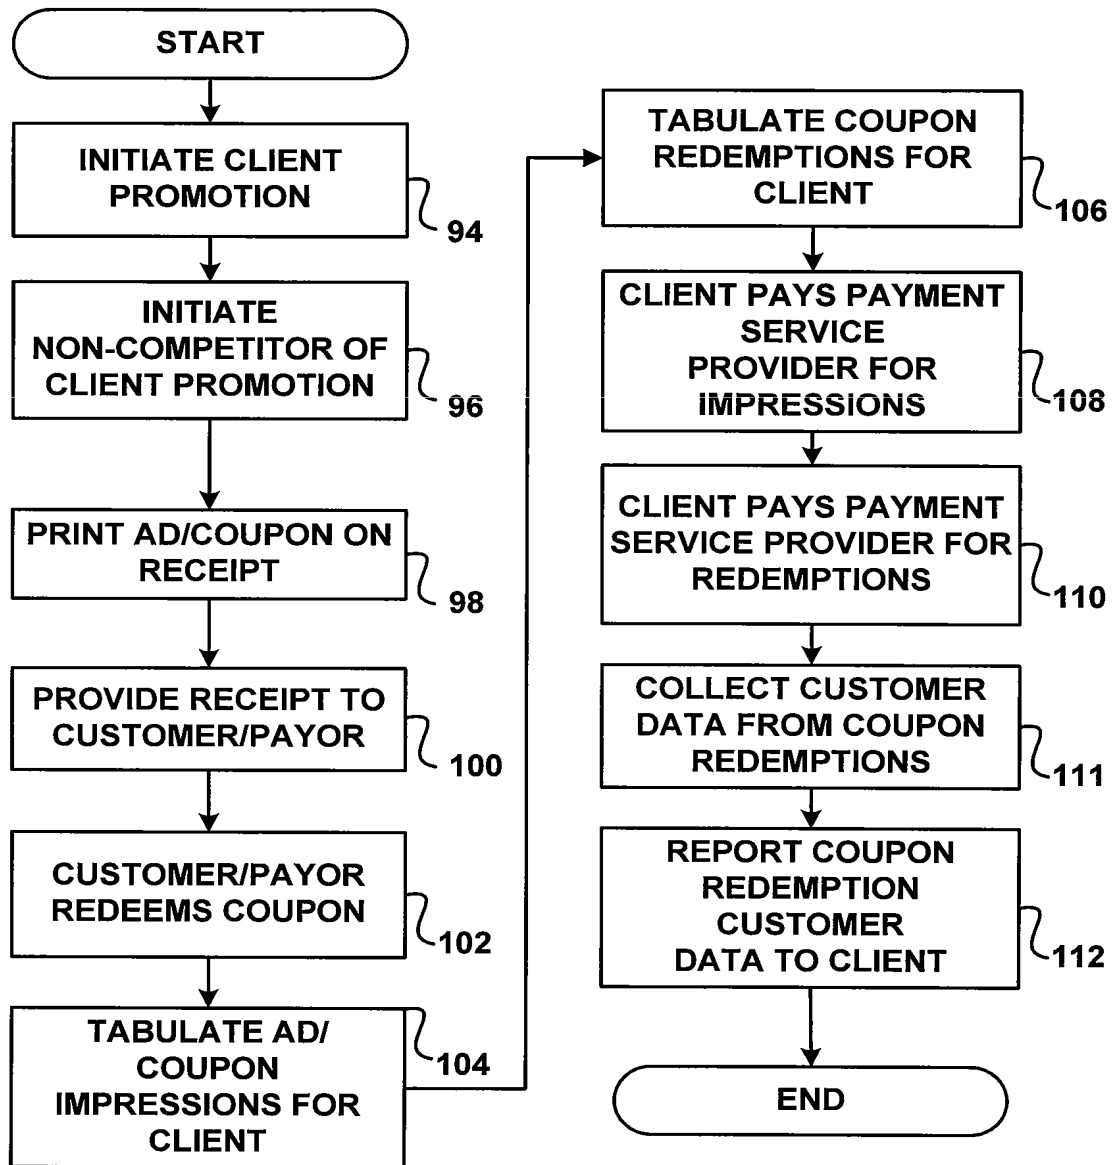 START
INITIATE CLIENT
PROMOTION
94
INITIATE
NON-COMPETITOR OF
CLIENT PROMOTION
96
PRINT AD/COUPON ON
RECEIPT
98
PROVIDE RECEIPT TO
CUSTOMER/PAYOR
100
CUSTOMER/PAYOR
REDEEMS COUPON
102
TABULATE AD/
COUPON
IMPRESSIONS FOR
CLIENT
104
TABULATE COUPON
REDEMPTIONS FOR
CLIENT
106
CLIENT PAYS PAYMENT
SERVICE
PROVIDER FOR
IMPRESSIONS
108
CLIENT PAYS PAYMENT
SERVICE PROVIDER FOR
REDEMPTIONS
110
COLLECT CUSTOMER
DATA FROM COUPON
REDEMPTIONS
111
REPORT COUPON
REDEMPTION
CUSTOMER
DATA TO CLIENT
112
END